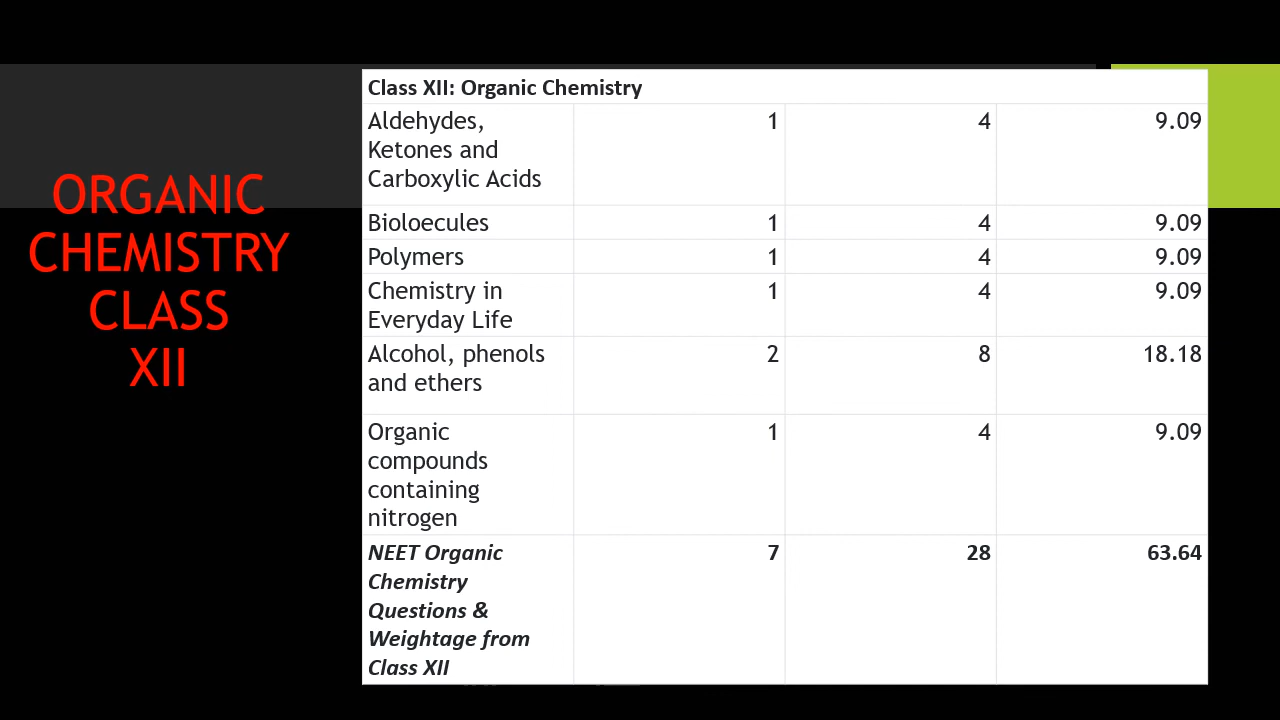 ORGANIC
CHEMISTRY
CLASS
XII
Class XII: Organic Chemistry
Aldehydes, 1 4 9.09
Ketones and
Carboxylic Acids
Bioloecules 1 4 9.09
Polymers 1 4 9.09
Chemistry in 1 4 9.09
Everyday Life
Alcohol, phenols 2 8 18.18
and ethers
Organic 1 4 9.09
compounds
containing
nitrogen
NEET Organic 7 28 63.64
Chemistry
Questions &
Weightage from
Class XII